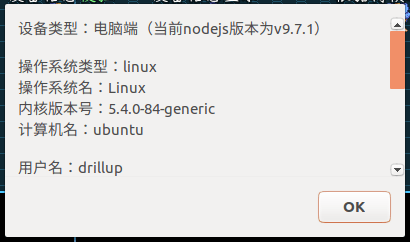 设备类型：电脑端（当前nodejs版本为v9.7.1）
操作系统类型：linux
操作系统名：Linux
内核版本号：5.4.0-84-generic
计算机名：ubuntu
用户名：drillup
OK